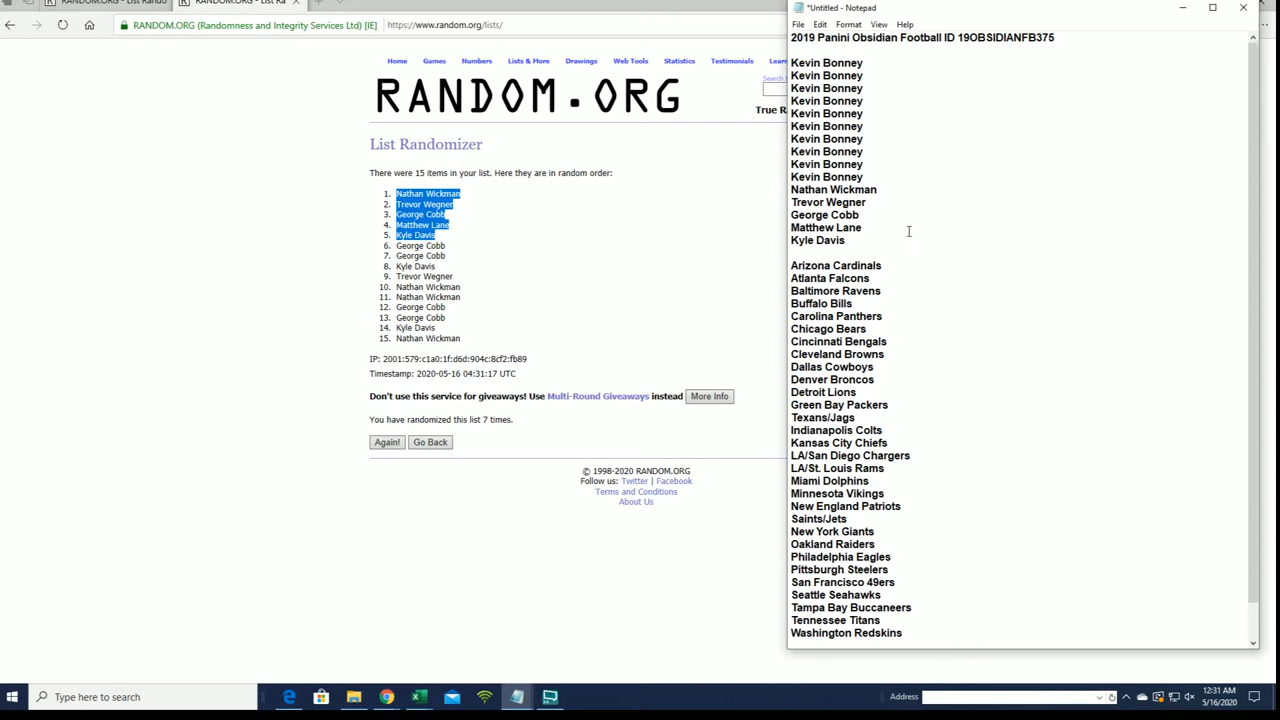 RANDOM.ORG (Randomness and Integrity Services Ltd) [IE]
https://www.random.org/lists/
Home Games Numbers Lists & More Drawings Web Tools Statistics Testimonials
RANDOM.ORG
List Randomizer
There were 15 items in your list. Here they are in random order:
1. Nathan Wickman
2. Trevor Wegner
3. George Cobb
4. Matthew Lane
5. Kyle Davis
6. George Cobb
7. George Cobb
8. Kyle Davis
9. Trevor Wegner
10. Nathan Wickman
11. Nathan Wickman
12. George Cobb
13. George Cobb
14. Kyle Davis
15. Nathan Wickman
IP: 2001:579:c1a0:1f:d6d:904c:8cf2:fb89
Timestamp: 2020-05-16 04:31:17 UTC
Don't use this service for giveaways! Use Multi-Round Giveaways instead More Info
You have randomized this list 7 times.
Again! Go Back
© 1998-2020 RANDOM.ORG
Follow us: Twitter | Facebook
Terms and Conditions
About Us
*Untitled - Notepad
File Edit Format View Help
2019 Panini Obsidian Football ID 19OBSIDIANFB375
Kevin Bonney
Kevin Bonney
Kevin Bonney
Kevin Bonney
Kevin Bonney
Kevin Bonney
Kevin Bonney
Kevin Bonney
Kevin Bonney
Kevin Bonney
Nathan Wickman
Trevor Wegner
George Cobb
Matthew Lane
Kyle Davis
Arizona Cardinals
Atlanta Falcons
Baltimore Ravens
Buffalo Bills
Carolina Panthers
Chicago Bears
Cincinnati Bengals
Cleveland Browns
Dallas Cowboys
Denver Broncos
Detroit Lions
Green Bay Packers
Texans/Jags
Indianapolis Colts
Kansas City Chiefs
LA/San Diego Chargers
LA/St. Louis Rams
Miami Dolphins
Minnesota Vikings
New England Patriots
Saints/Jets
New York Giants
Oakland Raiders
Philadelphia Eagles
Pittsburgh Steelers
San Francisco 49ers
Seattle Seahawks
Tampa Bay Buccaneers
Tennessee Titans
Washington Redskins
Type here to search
Address
12:31 AM
5/16/2020